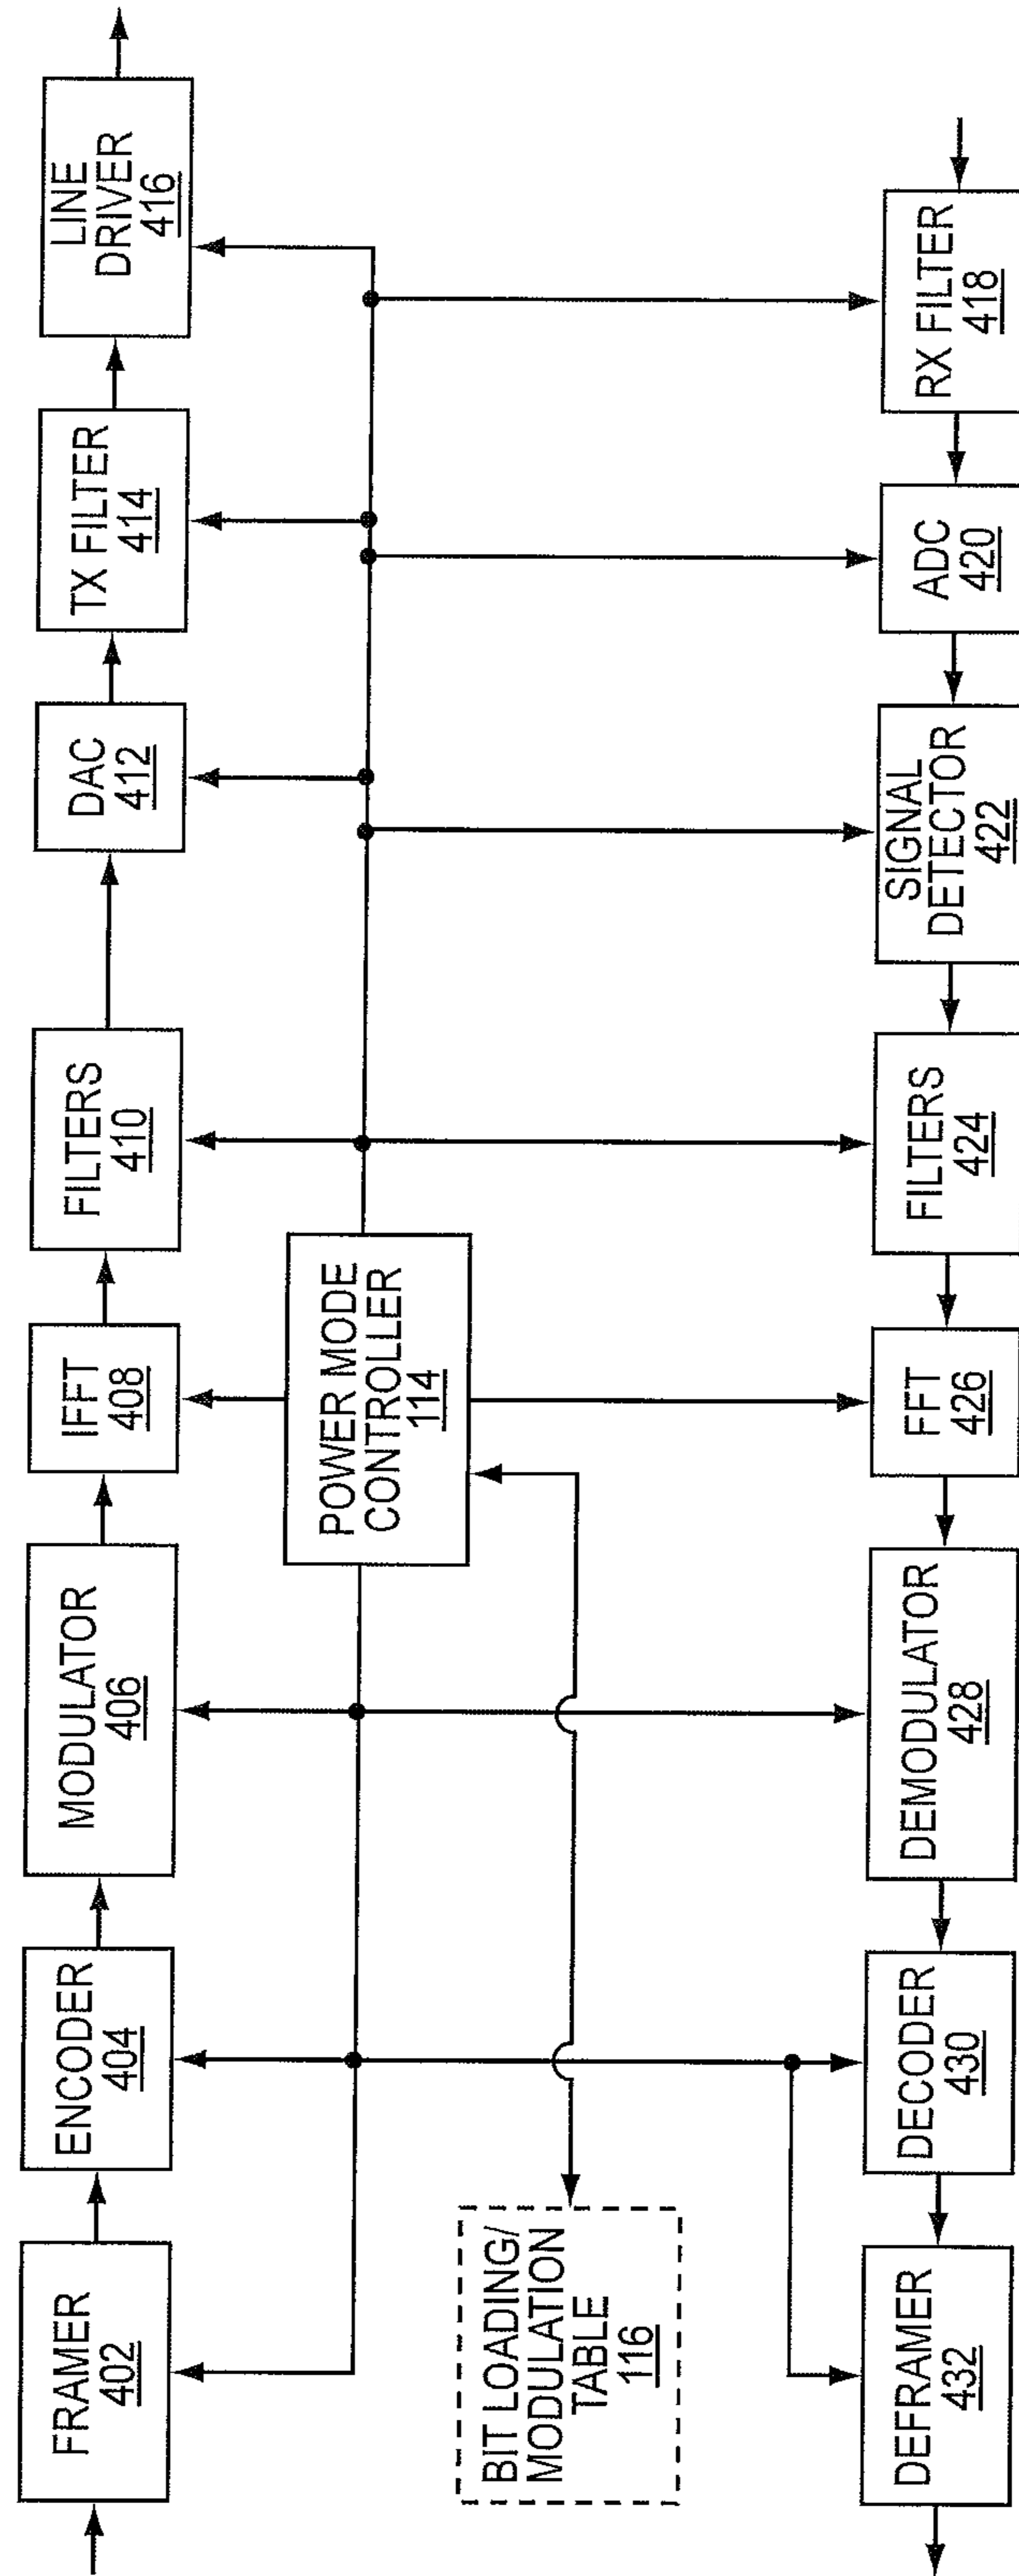 FRAMER
402
ENCODER
404
MODULATOR
406
IFFT
408
FILTERS
410
DAC
412
TX FILTER
414
LINE
DRIVER
416
POWER MODE
CONTROLLER
114
BIT LOADING/
MODULATION
TABLE
116
DEFRAMER
432
DECODER
430
DEMODULATOR
428
FFT
426
FILTERS
424
SIGNAL
DETECTOR
422
ADC
420
RX FILTER
418